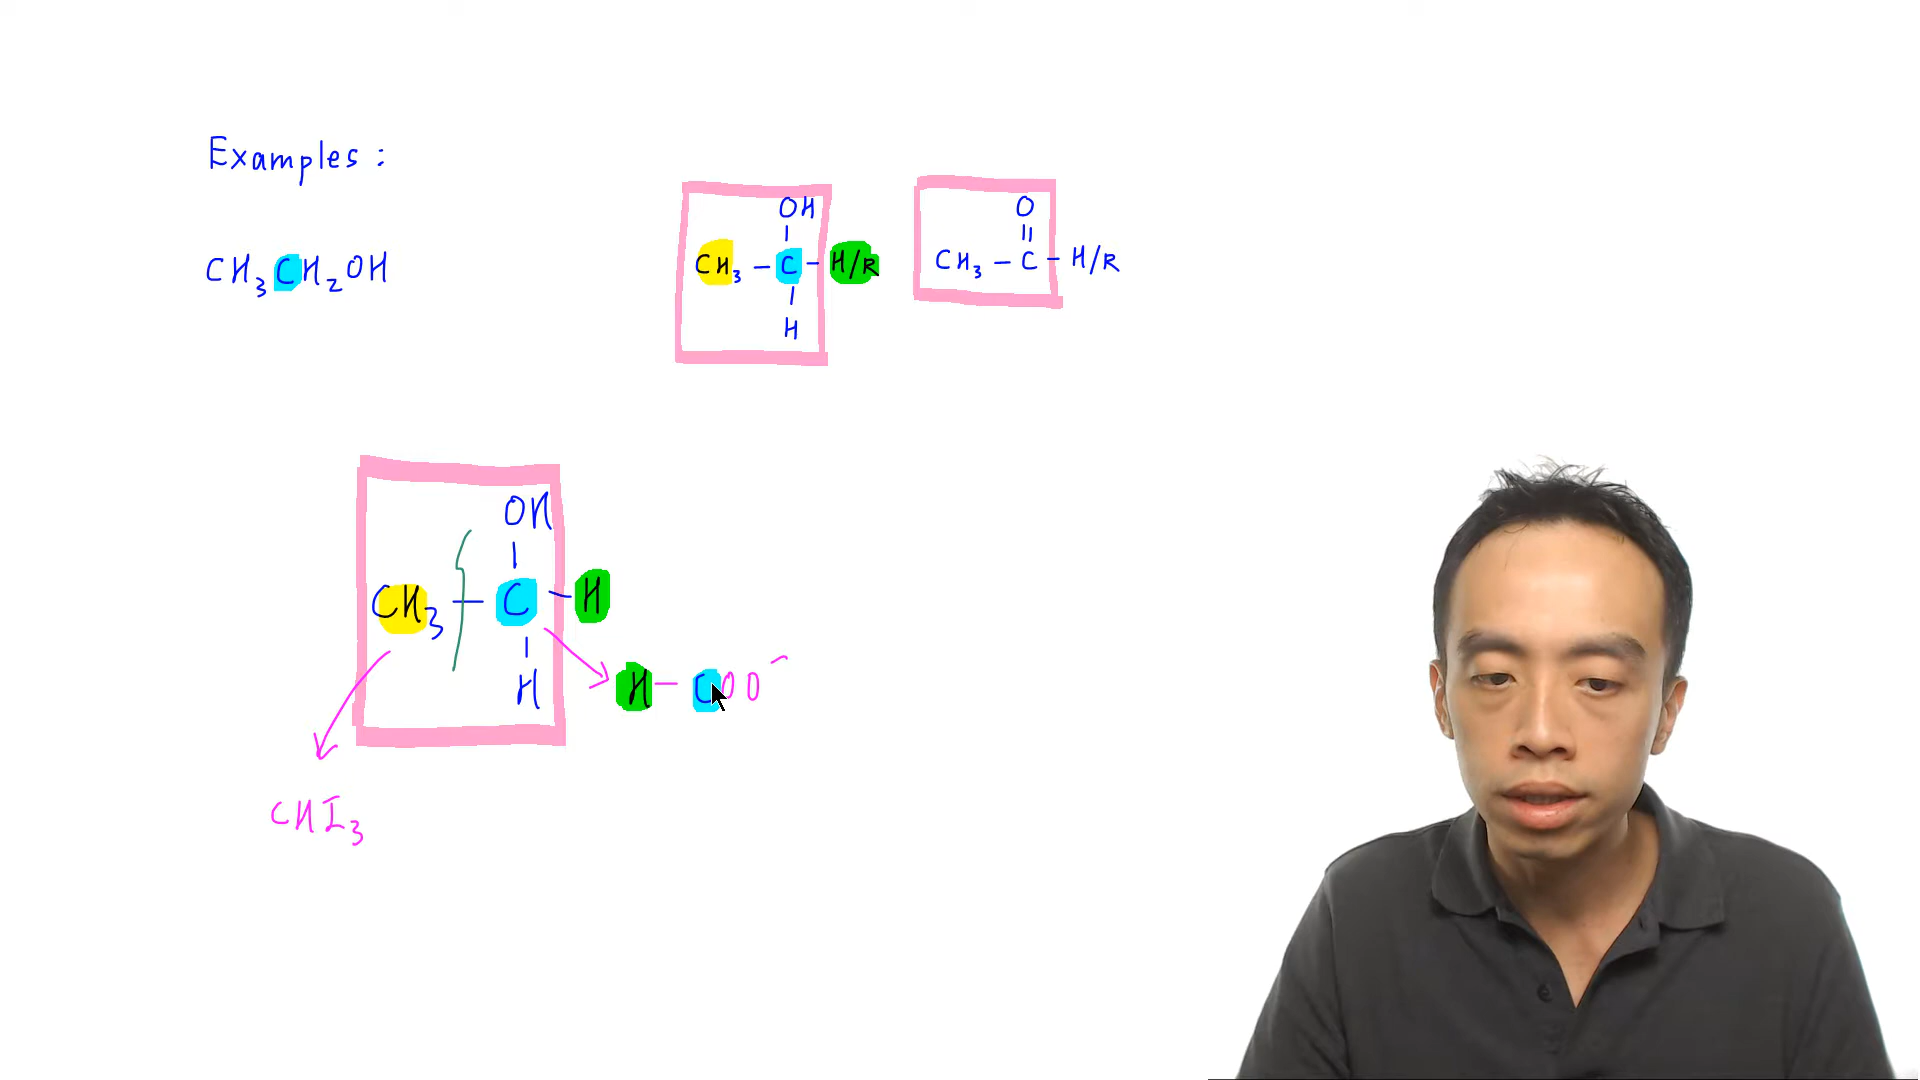 Examples :
CH₃CH₂OH
OH
|
CH₃ – C – H/R
|
H
O
||
CH₃ – C – H/R
OH
|
CH₃ – C – H
|
H
H – COO⁻
CHI₃